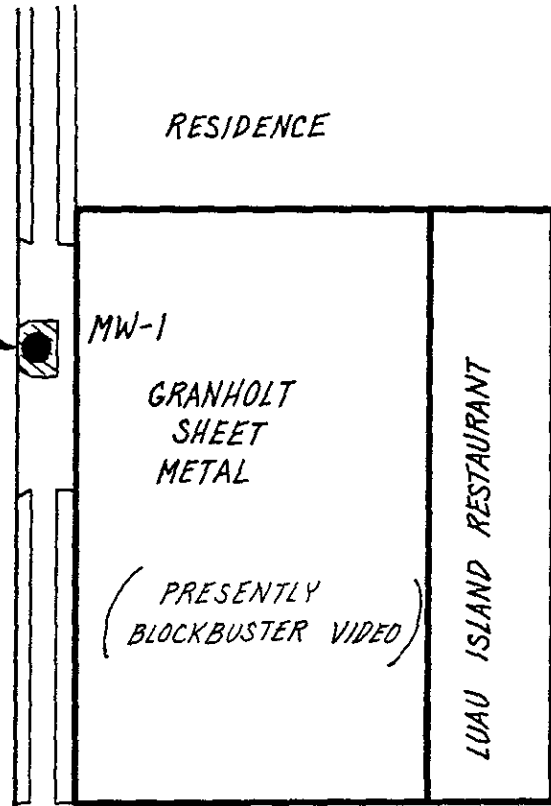 RESIDENCE
MW-1
GRANHOLT
SHEET
METAL
(PRESENTLY
BLOCKBUSTER VIDEO)
LUAU ISLAND RESTAURANT